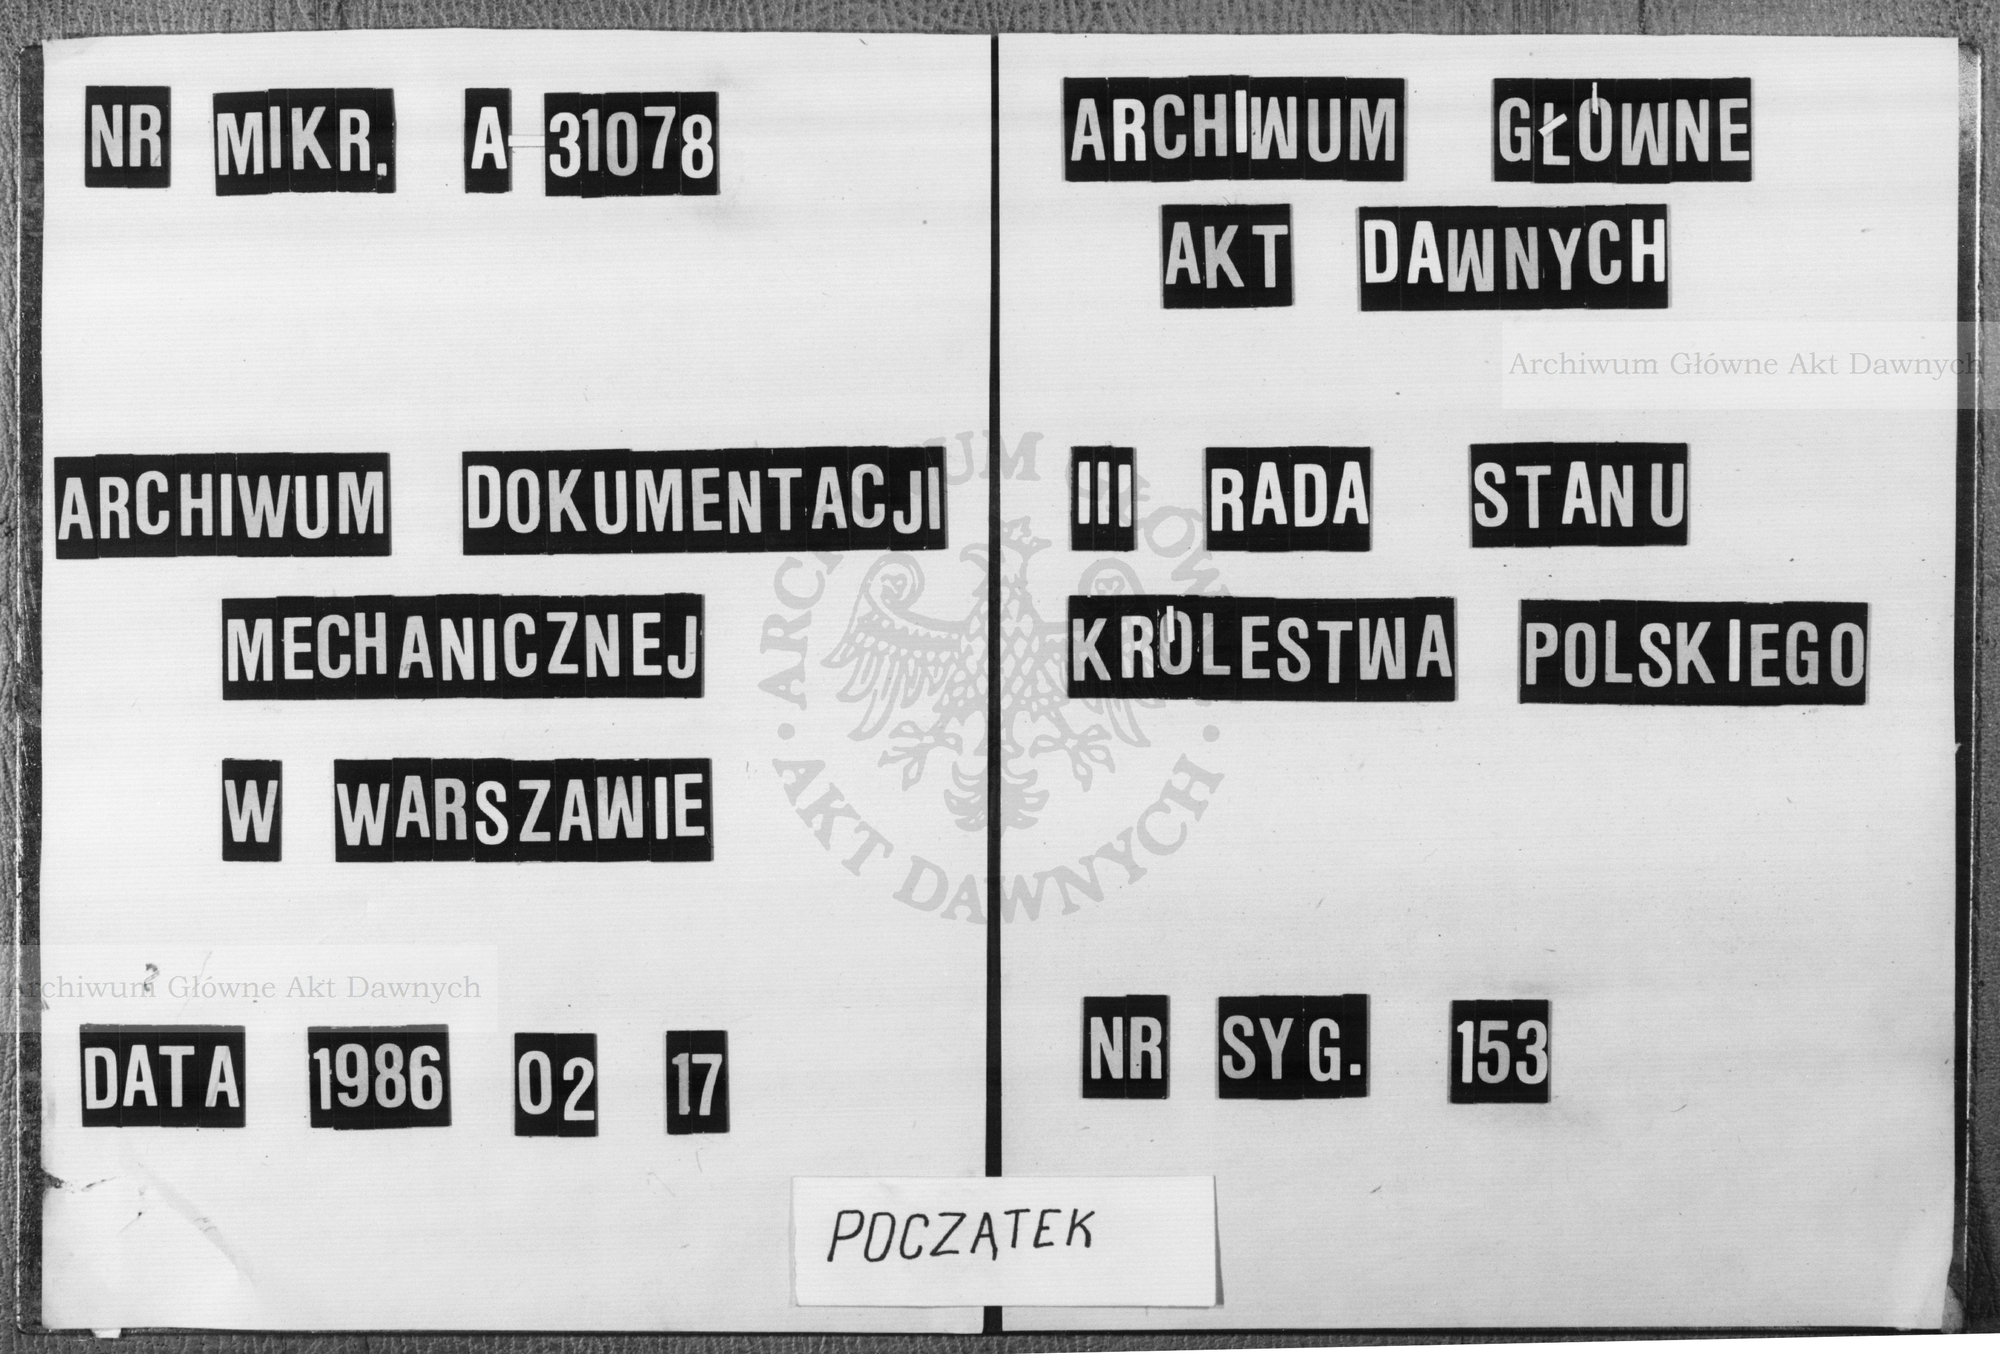 NR MIKR. A-31078
ARCHIWUM DOKUMENTACJI
MECHANICZNEJ
W WARSZAWIE
DATA 1986 02 17
ARCHIWUM GŁÓWNE
AKT DAWNYCH
III RADA STANU
KRÓLESTWA POLSKIEGO
NR SYG. 153
POCZĄTEK
Archiwum Główne Akt Dawnych
Archiwum Główne Akt Dawnych
ARCHIWUM GŁÓWNE · AKT DAWNYCH ·